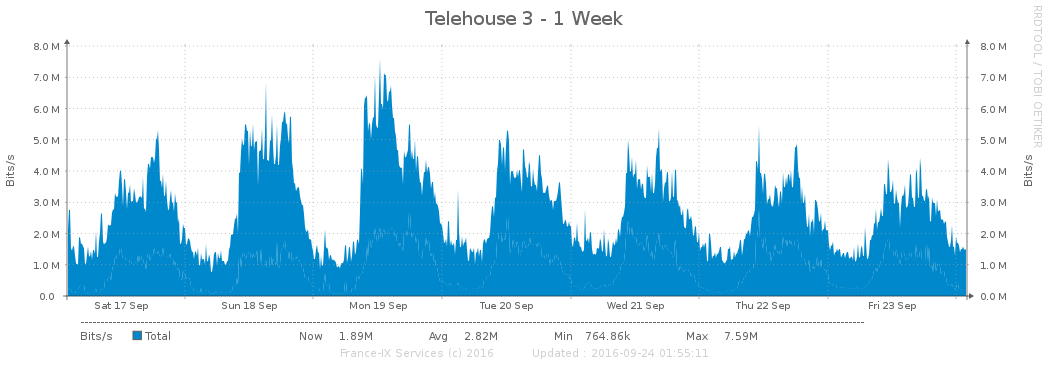 Telehouse 3 - 1 Week
RRDTOOL / TOBI OETIKER
8.0 M 8.0 M
7.0 M 7.0 M
6.0 M 6.0 M
5.0 M 5.0 M
4.0 M 4.0 M
3.0 M 3.0 M
2.0 M 2.0 M
1.0 M 1.0 M
0.0 0.0 M
Bits/s Bits/s
Sat 17 Sep Sun 18 Sep Mon 19 Sep Tue 20 Sep Wed 21 Sep Thu 22 Sep Fri 23 Sep
Bits/s Total Now 1.89M Avg 2.82M Min 764.86k Max 7.59M
France-IX Services (c) 2016 Updated : 2016-09-24 01:55:11